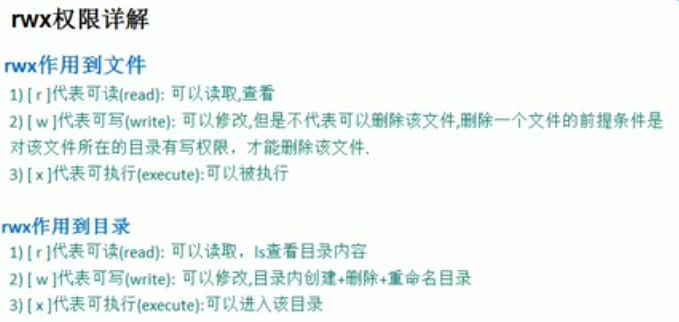 rwx权限详解
rwx作用到文件
1) [ r ]代表可读(read): 可以读取,查看
2) [ w ]代表可写(write): 可以修改,但是不代表可以删除该文件,删除一个文件的前提条件是
对该文件所在的目录有写权限，才能删除该文件.
3) [ x ]代表可执行(execute):可以被执行
rwx作用到目录
1) [ r ]代表可读(read): 可以读取，ls查看目录内容
2) [ w ]代表可写(write): 可以修改,目录内创建+删除+重命名目录
3) [ x ]代表可执行(execute):可以进入该目录